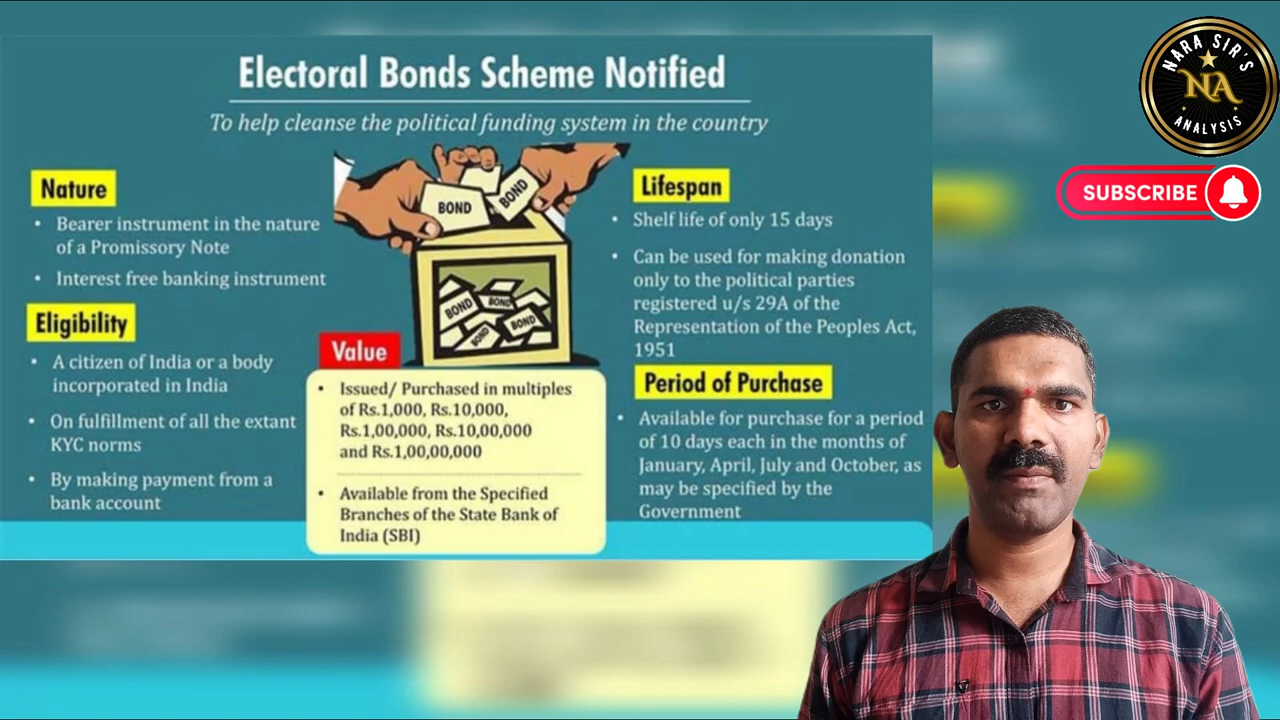 Electoral Bonds Scheme Notified
To help cleanse the political funding system in the country
Nature
• Bearer instrument in the nature
of a Promissory Note
• Interest free banking instrument
Eligibility
• A citizen of India or a body
incorporated in India
• On fulfillment of all the extant
KYC norms
• By making payment from a
bank account
BOND
BOND
BOND
BOND
BOND
BOND
Value
• Issued/ Purchased in multiples
of Rs.1,000, Rs.10,000,
Rs.1,00,000, Rs.10,00,000
and Rs.1,00,00,000
• Available from the Specified
Branches of the State Bank of
India (SBI)
Lifespan
• Shelf life of only 15 days
• Can be used for making donation
only to the political parties
registered u/s 29A of the
Representation of the Peoples Act,
1951
Period of Purchase
• Available for purchase for a period
of 10 days each in the months of
January, April, July and October, as
may be specified by the
Government
NARA SIR'S
NA
ANALYSIS
SUBSCRIBE